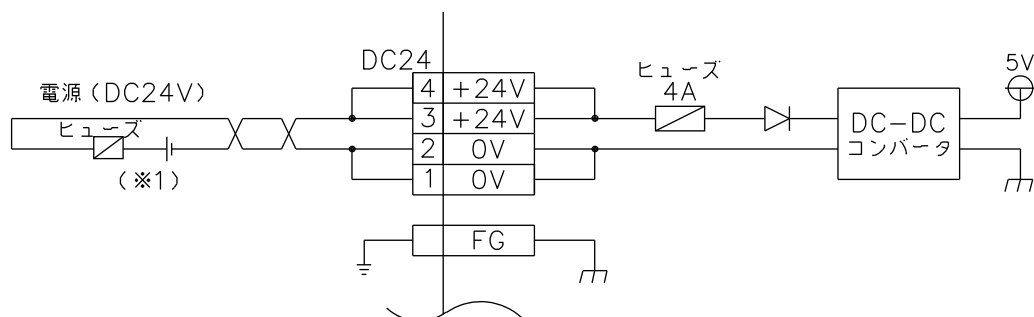 DC24
電源(DC24V)
ヒューズ
(※1)
4 +24V
3 +24V
2 0V
1 0V
FG
ヒューズ
4A
DC-DC
コンバータ
5V